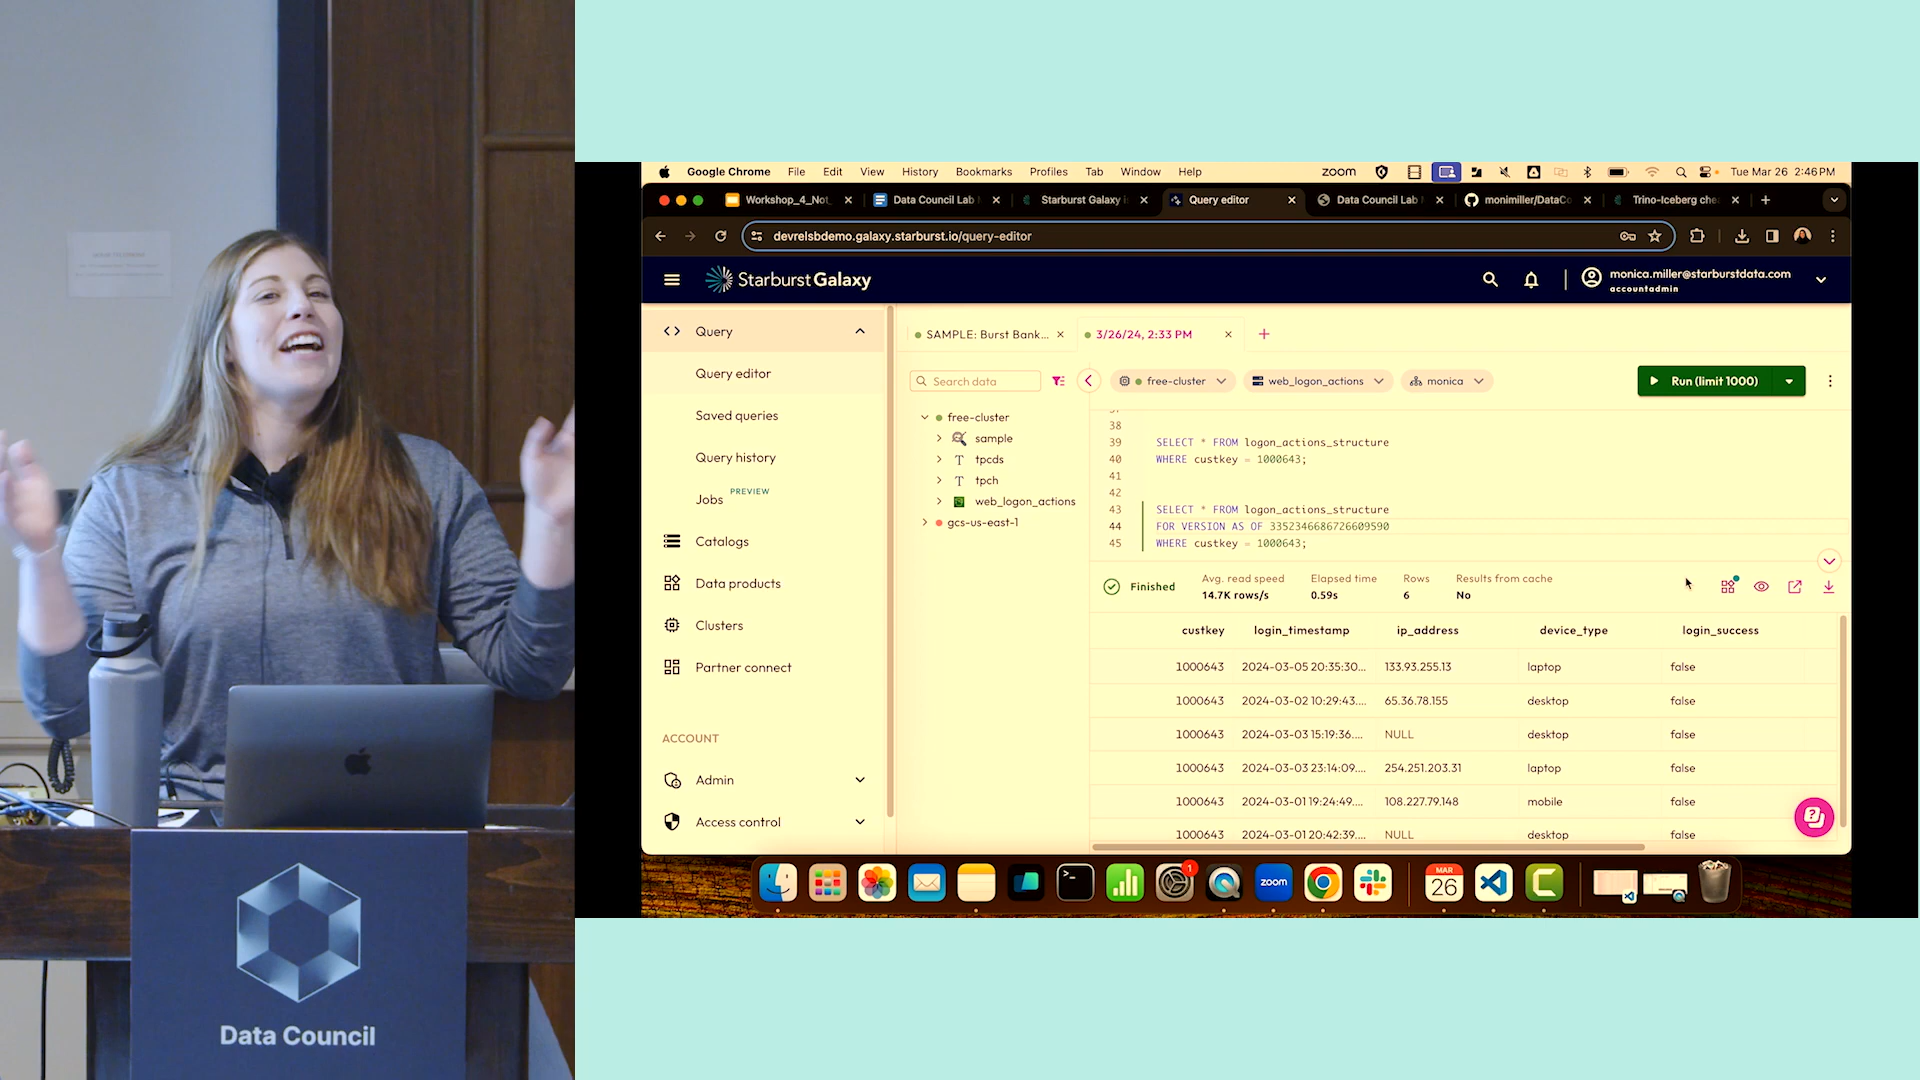 Data Council
Google Chrome File Edit View History Bookmarks Profiles Tab Window Help zoom Tue Mar 26 2:46 PM
Workshop_4_Not Data Council Lab Starburst Galaxy Query editor Data Council Lab monimiller/DataCo Trino-Iceberg che
devrelsbdemo.galaxy.starburst.io/query-editor
Starburst Galaxy
monica.miller@starburstdata.com
accountadmin
Query
Query editor
Saved queries
Query history
Jobs PREVIEW
Catalogs
Data products
Clusters
Partner connect
ACCOUNT
Admin
Access control
SAMPLE: Burst Bank... 3/26/24, 2:33 PM
Search data
free-cluster
sample
tpcds
tpch
web_logon_actions
gcs-us-east-1
free-cluster web_logon_actions monica Run (limit 1000)
38
39 SELECT * FROM logon_actions_structure
40 WHERE custkey = 1000643;
41
42
43 SELECT * FROM logon_actions_structure
44 FOR VERSION AS OF 3352346686726609590
45 WHERE custkey = 1000643;
Finished
Avg. read speed Elapsed time Rows Results from cache
14.7K rows/s 0.59s 6 No
custkey login_timestamp ip_address device_type login_success
1000643 2024-03-05 20:35:30... 133.93.255.13 laptop false
1000643 2024-03-02 10:29:43... 65.36.78.155 desktop false
1000643 2024-03-03 15:19:36... NULL desktop false
1000643 2024-03-03 23:14:09... 254.251.203.31 laptop false
1000643 2024-03-01 19:24:49... 108.227.79.148 mobile false
1000643 2024-03-01 20:42:39... NULL desktop false
1
zoom
MAR
26